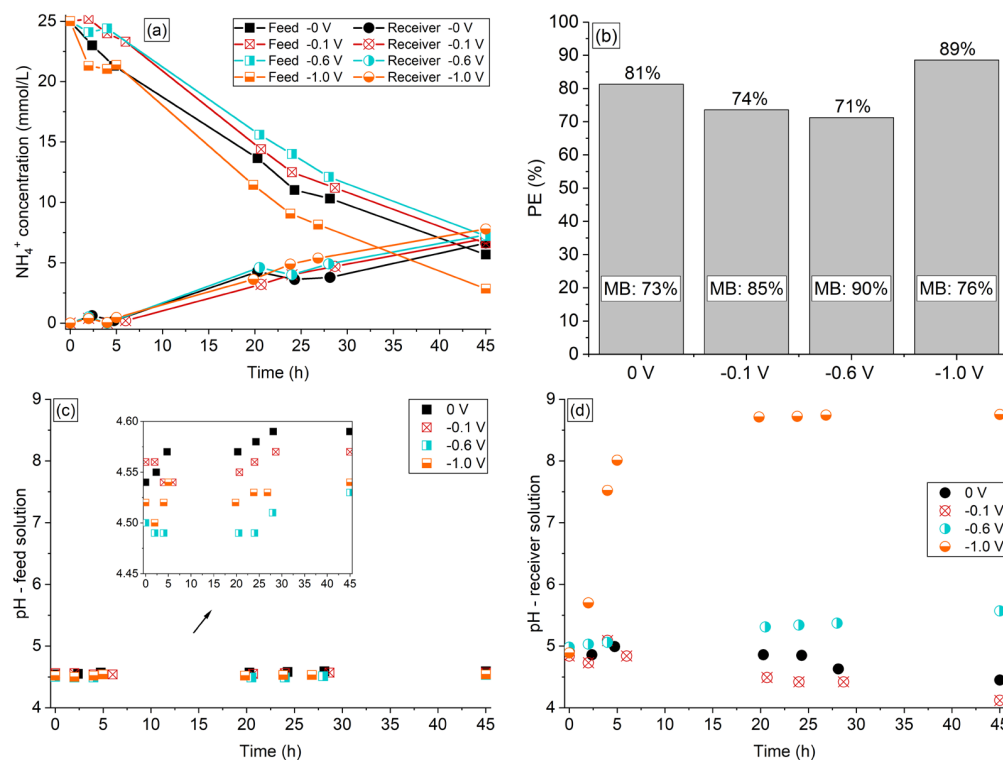 (a)
Feed -0 V
Feed -0.1 V
Feed -0.6 V
Feed -1.0 V
Receiver -0 V
Receiver -0.1 V
Receiver -0.6 V
Receiver -1.0 V
NH₄⁺ concentration (mmol/L)
25
20
15
10
5
0
0 5 10 15 20 25 30 35 40 45
Time (h)
(b)
PE (%)
100
90
80
70
60
50
40
30
20
10
0
81% 74% 71% 89%
MB: 73% MB: 85% MB: 90% MB: 76%
0 V -0.1 V -0.6 V -1.0 V
(c)
0 V
-0.1 V
-0.6 V
-1.0 V
pH - feed solution
9
8
7
6
5
4
4.60
4.55
4.50
4.45
0 5 10 15 20 25 30 35 40 45
0 5 10 15 20 25 30 35 40 45
Time (h)
(d)
0 V
-0.1 V
-0.6 V
-1.0 V
pH - receiver solution
9
8
7
6
5
4
0 5 10 15 20 25 30 35 40 45
Time (h)